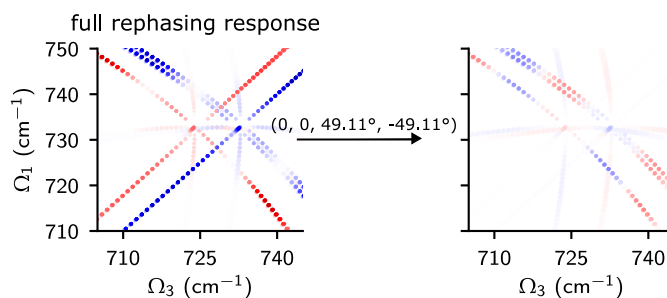 full rephasing response
750
740
730
720
710
Ω₁ (cm⁻¹)
710 725 740
Ω₃ (cm⁻¹)
(0, 0, 49.11°, -49.11°)
710 725 740
Ω₃ (cm⁻¹)